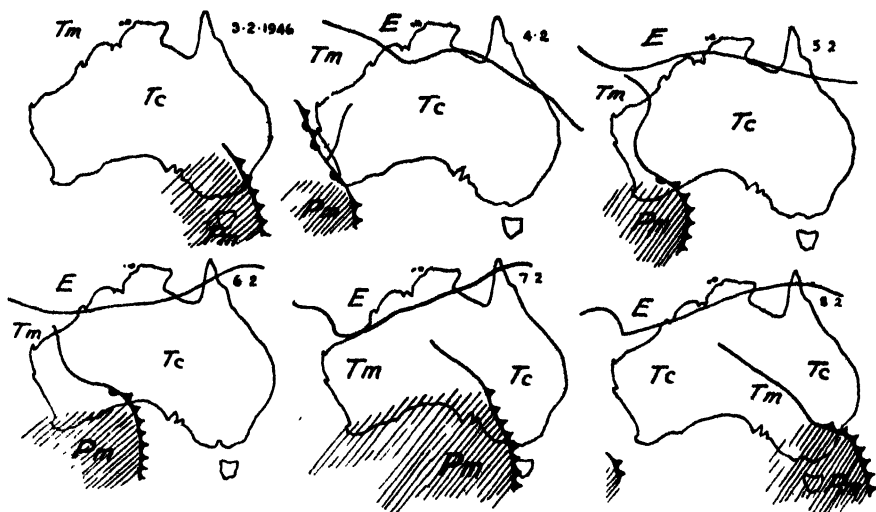 Tm 3·2·1946
Tc
Pm
E 4·2
Tm
Tc
Pm
E 5 2
Tm
Tc
Pm
E 6 2
Tm
Tc
Pm
E 7 2
Tm
Tc
Pm
E 8 2
Tc Tm Tc
Pm